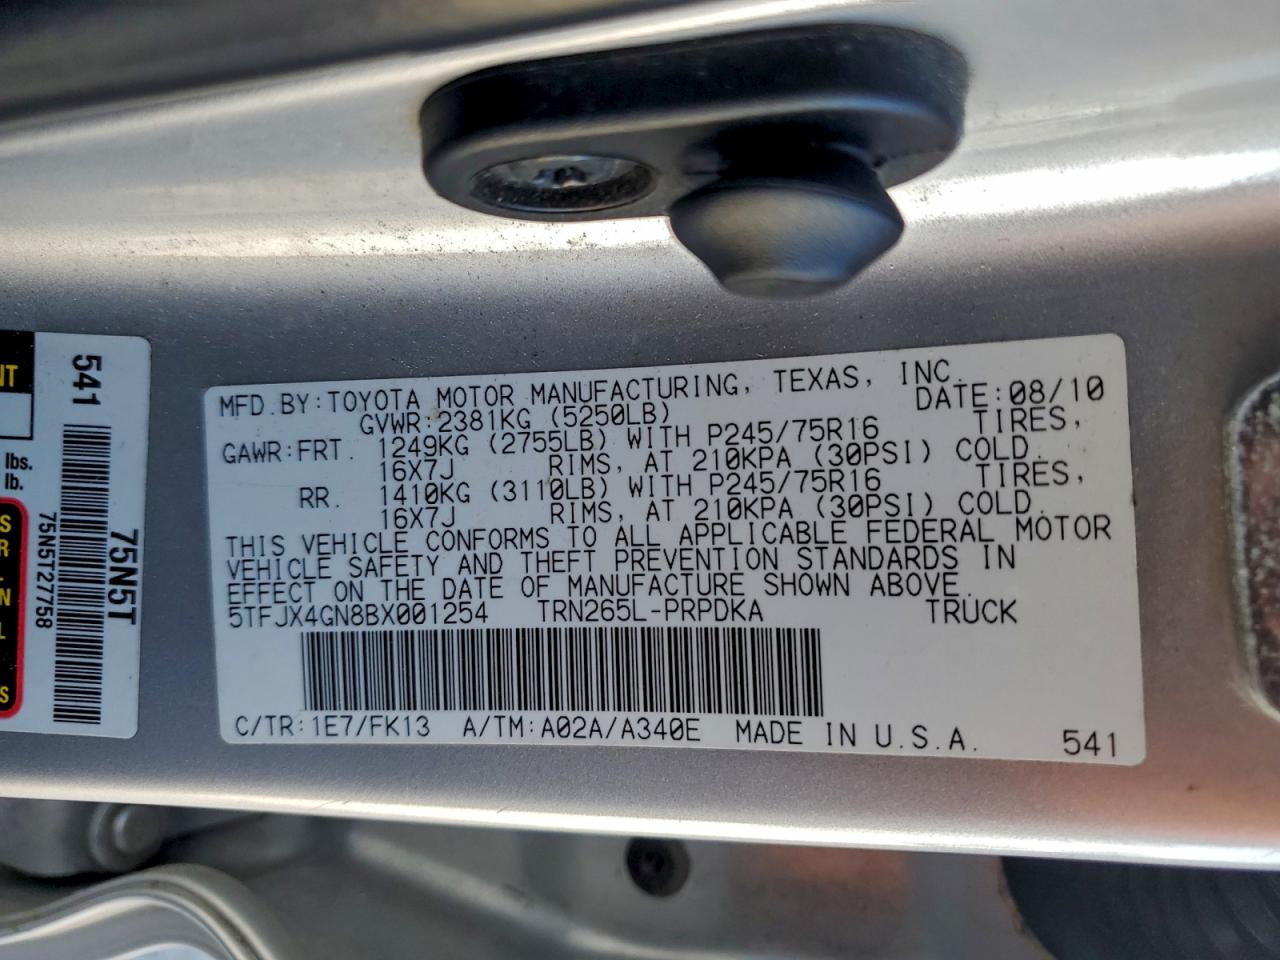 MFD.BY:TOYOTA MOTOR MANUFACTURING, TEXAS, INC.
GVWR:2381KG (5250LB) DATE:08/10
GAWR:FRT. 1249KG (2755LB) WITH P245/75R16 TIRES,
16X7J RIMS, AT 210KPA (30PSI) COLD.
RR. 1410KG (3110LB) WITH P245/75R16 TIRES,
16X7J RIMS, AT 210KPA (30PSI) COLD.
THIS VEHICLE CONFORMS TO ALL APPLICABLE FEDERAL MOTOR
VEHICLE SAFETY AND THEFT PREVENTION STANDARDS IN
EFFECT ON THE DATE OF MANUFACTURE SHOWN ABOVE.
5TFJX4GN8BX001254 TRN265L-PRPDKA TRUCK
C/TR:1E7/FK13 A/TM:A02A/A340E MADE IN U.S.A. 541
541
75N5T
75N5T27758
NT
lbs.
lb.
S
R
N
L
S